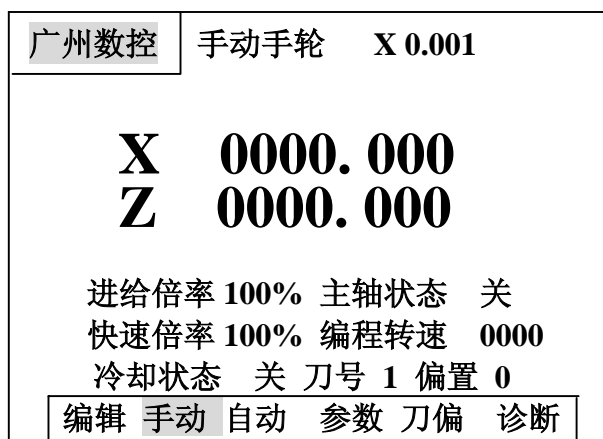 广州数控 手动手轮 X 0.001
X 0000. 000
Z 0000. 000
进给倍率 100% 主轴状态 关
快速倍率 100% 编程转速 0000
冷却状态 关 刀号 1 偏置 0
编辑 手动 自动 参数 刀偏 诊断